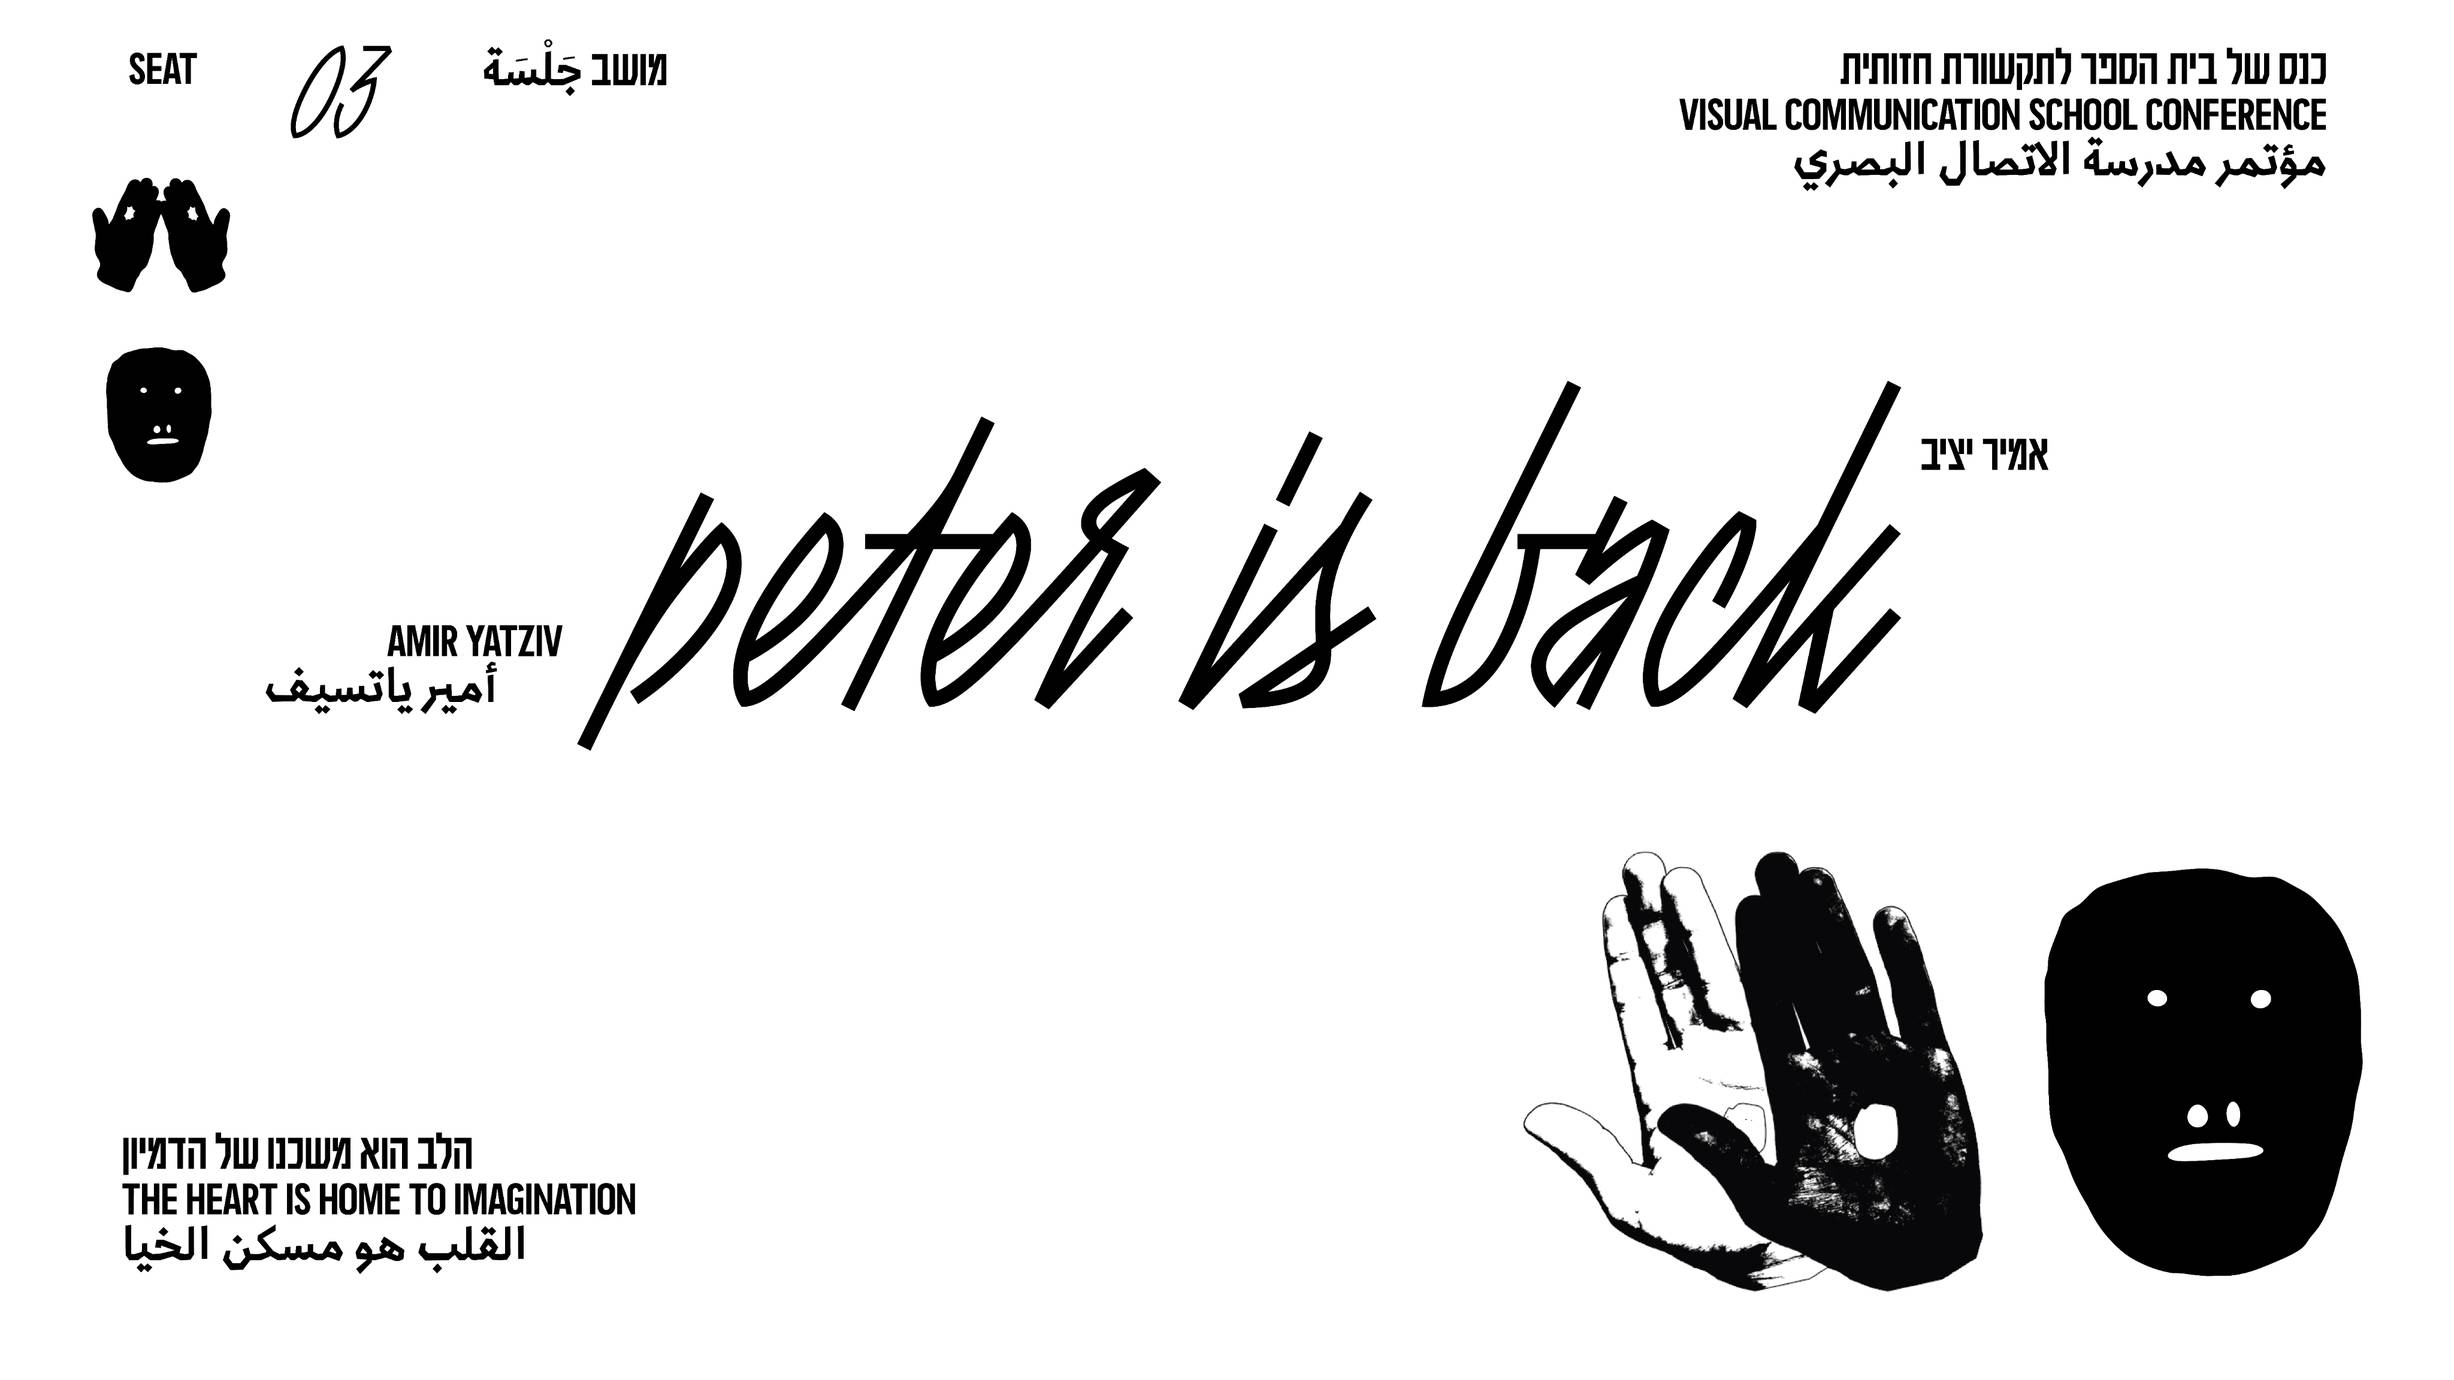 SEAT
03
מושב جَلْسَة
כנס של בית הספר לתקשורת חזותית
VISUAL COMMUNICATION SCHOOL CONFERENCE
مؤتمر مدرسة الاتصال البصري
peter is back
אמיר יציב
AMIR YATZIV
أمير ياتسيف
הלב הוא משכנו של הדמיון
THE HEART IS HOME TO IMAGINATION
القلب هو مسكن الخيا